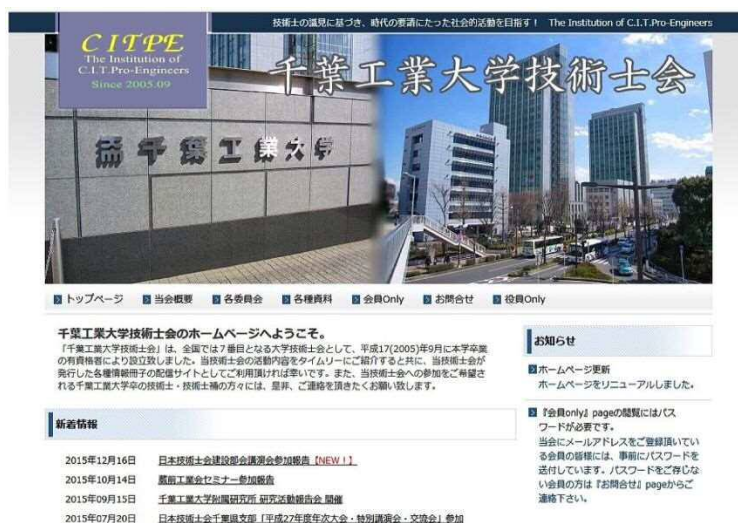 技術士の識見に基づき、時代の要請にたった社会的活動を目指す！ The Institution of C.I.T.Pro-Engineers
CITPE
The Institution of
C.I.T.Pro-Engineers
Since 2005.09
千葉工業大学技術士会
千葉工業大学
トップページ 当会概要 各委員会 各種資料 会員Only お問合せ 役員Only
千葉工業大学技術士会のホームページへようこそ。
「千葉工業大学技術士会」は、全国では７番目となる大学技術士会として、平成17(2005)年9月に本学卒業
の有資格者により設立致しました。当技術士会の活動内容をタイムリーにご紹介すると共に、当技術士会が
発行した各種情報冊子の配信サイトとしてご利用頂ければ幸いです。また、当技術士会への参加をご希望さ
れる千葉工業大学卒の技術士・技術士補の方々には、是非、ご連絡を頂きたくお願い致します。
新着情報
2015年12月16日 日本技術士会建設部会講演会参加報告【NEW！】
2015年10月14日 蔵前工業会セミナー参加報告
2015年09月15日 千葉工業大学附属研究所 研究活動報告会 開催
2015年07月20日 日本技術士会千葉県支部「平成27年度年次大会・特別講演会・交流会」参加
お知らせ
ホームページ更新
ホームページをリニューアルしました。
『会員only』pageの閲覧にはパス
ワードが必要です。
当会にメールアドレスをご登録頂いてい
る会員の皆様には、事前にパスワードを
送付しています。パスワードをご存じな
い会員の方は『お問合せ』pageからご
連絡下さい。